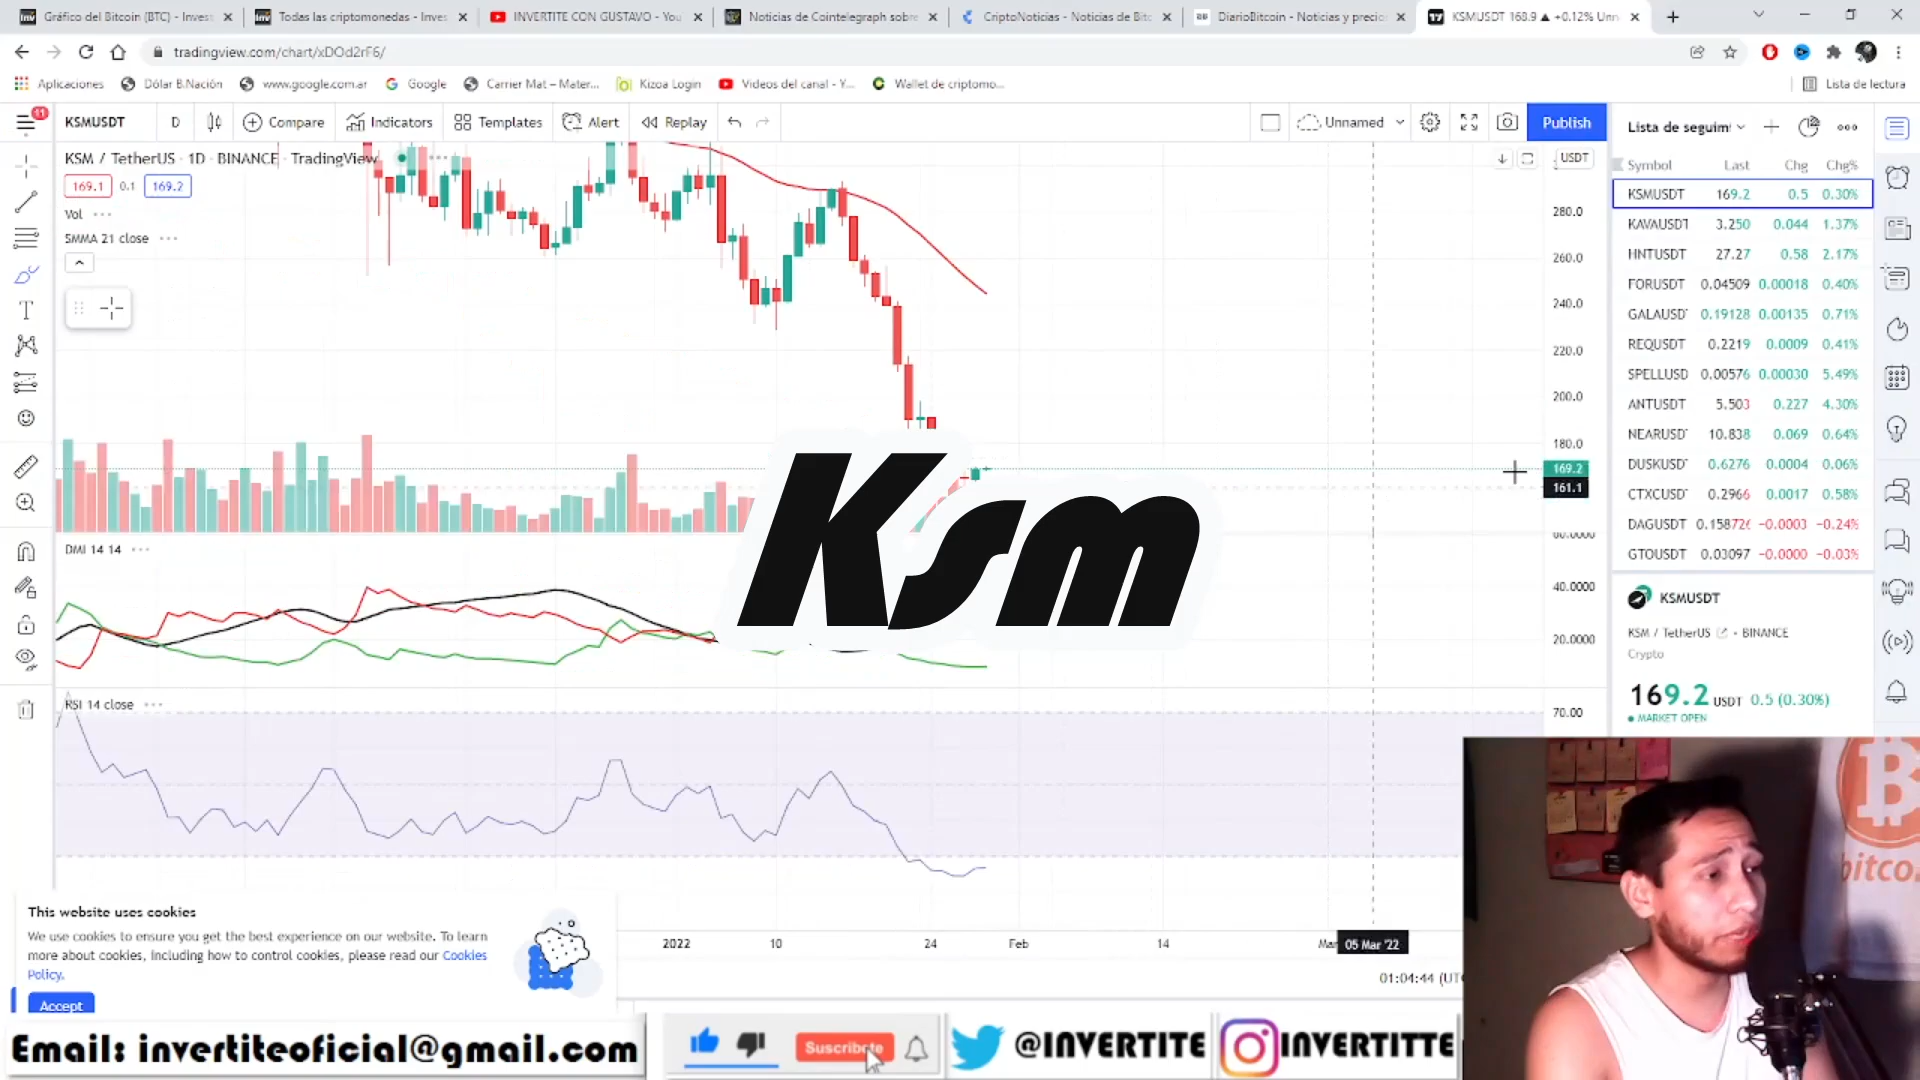 Gráfico del Bitcoin (BTC) - Inves
Todas las criptomonedas - Inves
INVERTITE CON GUSTAVO - You
Noticias de Cointelegraph sobre
CriptoNoticias - Noticias de Bitc
DiarioBitcoin - Noticias y precio
KSMUSDT 168.9 ▲ +0.12% Unn
tradingview.com/chart/xDOd2rF6/
Aplicaciones
Dólar B.Nación
www.google.com.ar
Google
Carrier Mat – Mater...
Kizoa Login
Videos del canal - Y...
Wallet de criptomo...
Lista de lectura
11
KSMUSDT
D
Compare
Indicators
Templates
Alert
Replay
Unnamed
Publish
Lista de seguim
KSM / TetherUS · 1D · BINANCE · TradingView
169.1 0.1 169.2
Vol
SMMA 21 close
USDT
280.0
260.0
240.0
220.0
200.0
180.0
169.2
161.1
60.0000
40.0000
20.0000
70.00
DMI 14 14
RSI 14 close
Ksm
Symbol Last Chg Chg%
KSMUSDT 169.2 0.5 0.30%
KAVAUSDT 3.250 0.044 1.37%
HNTUSDT 27.27 0.58 2.17%
FORUSDT 0.04509 0.00018 0.40%
GALAUSDT 0.19128 0.00135 0.71%
REQUSDT 0.2219 0.0009 0.41%
SPELLUSD 0.00576 0.00030 5.49%
ANTUSDT 5.503 0.227 4.30%
NEARUSDT 10.838 0.069 0.64%
DUSKUSDT 0.6276 0.0004 0.06%
CTXCUSDT 0.2966 0.0017 0.58%
DAGUSDT 0.158726 −0.0003 −0.24%
GTOUSDT 0.03097 −0.0000 −0.03%
KSMUSDT
KSM / TetherUS · BINANCE
Crypto
169.2 USDT 0.5 (0.30%)
MARKET OPEN
2022 10 24 Feb 14 Mar 05 Mar '22
01:04:44 (UTC
This website uses cookies
We use cookies to ensure you get the best experience on our website. To learn
more about cookies, including how to control cookies, please read our Cookies
Policy.
Accept
bitco
Email: invertiteoficial@gmail.com
Suscribete
@INVERTITE
INVERTITTE